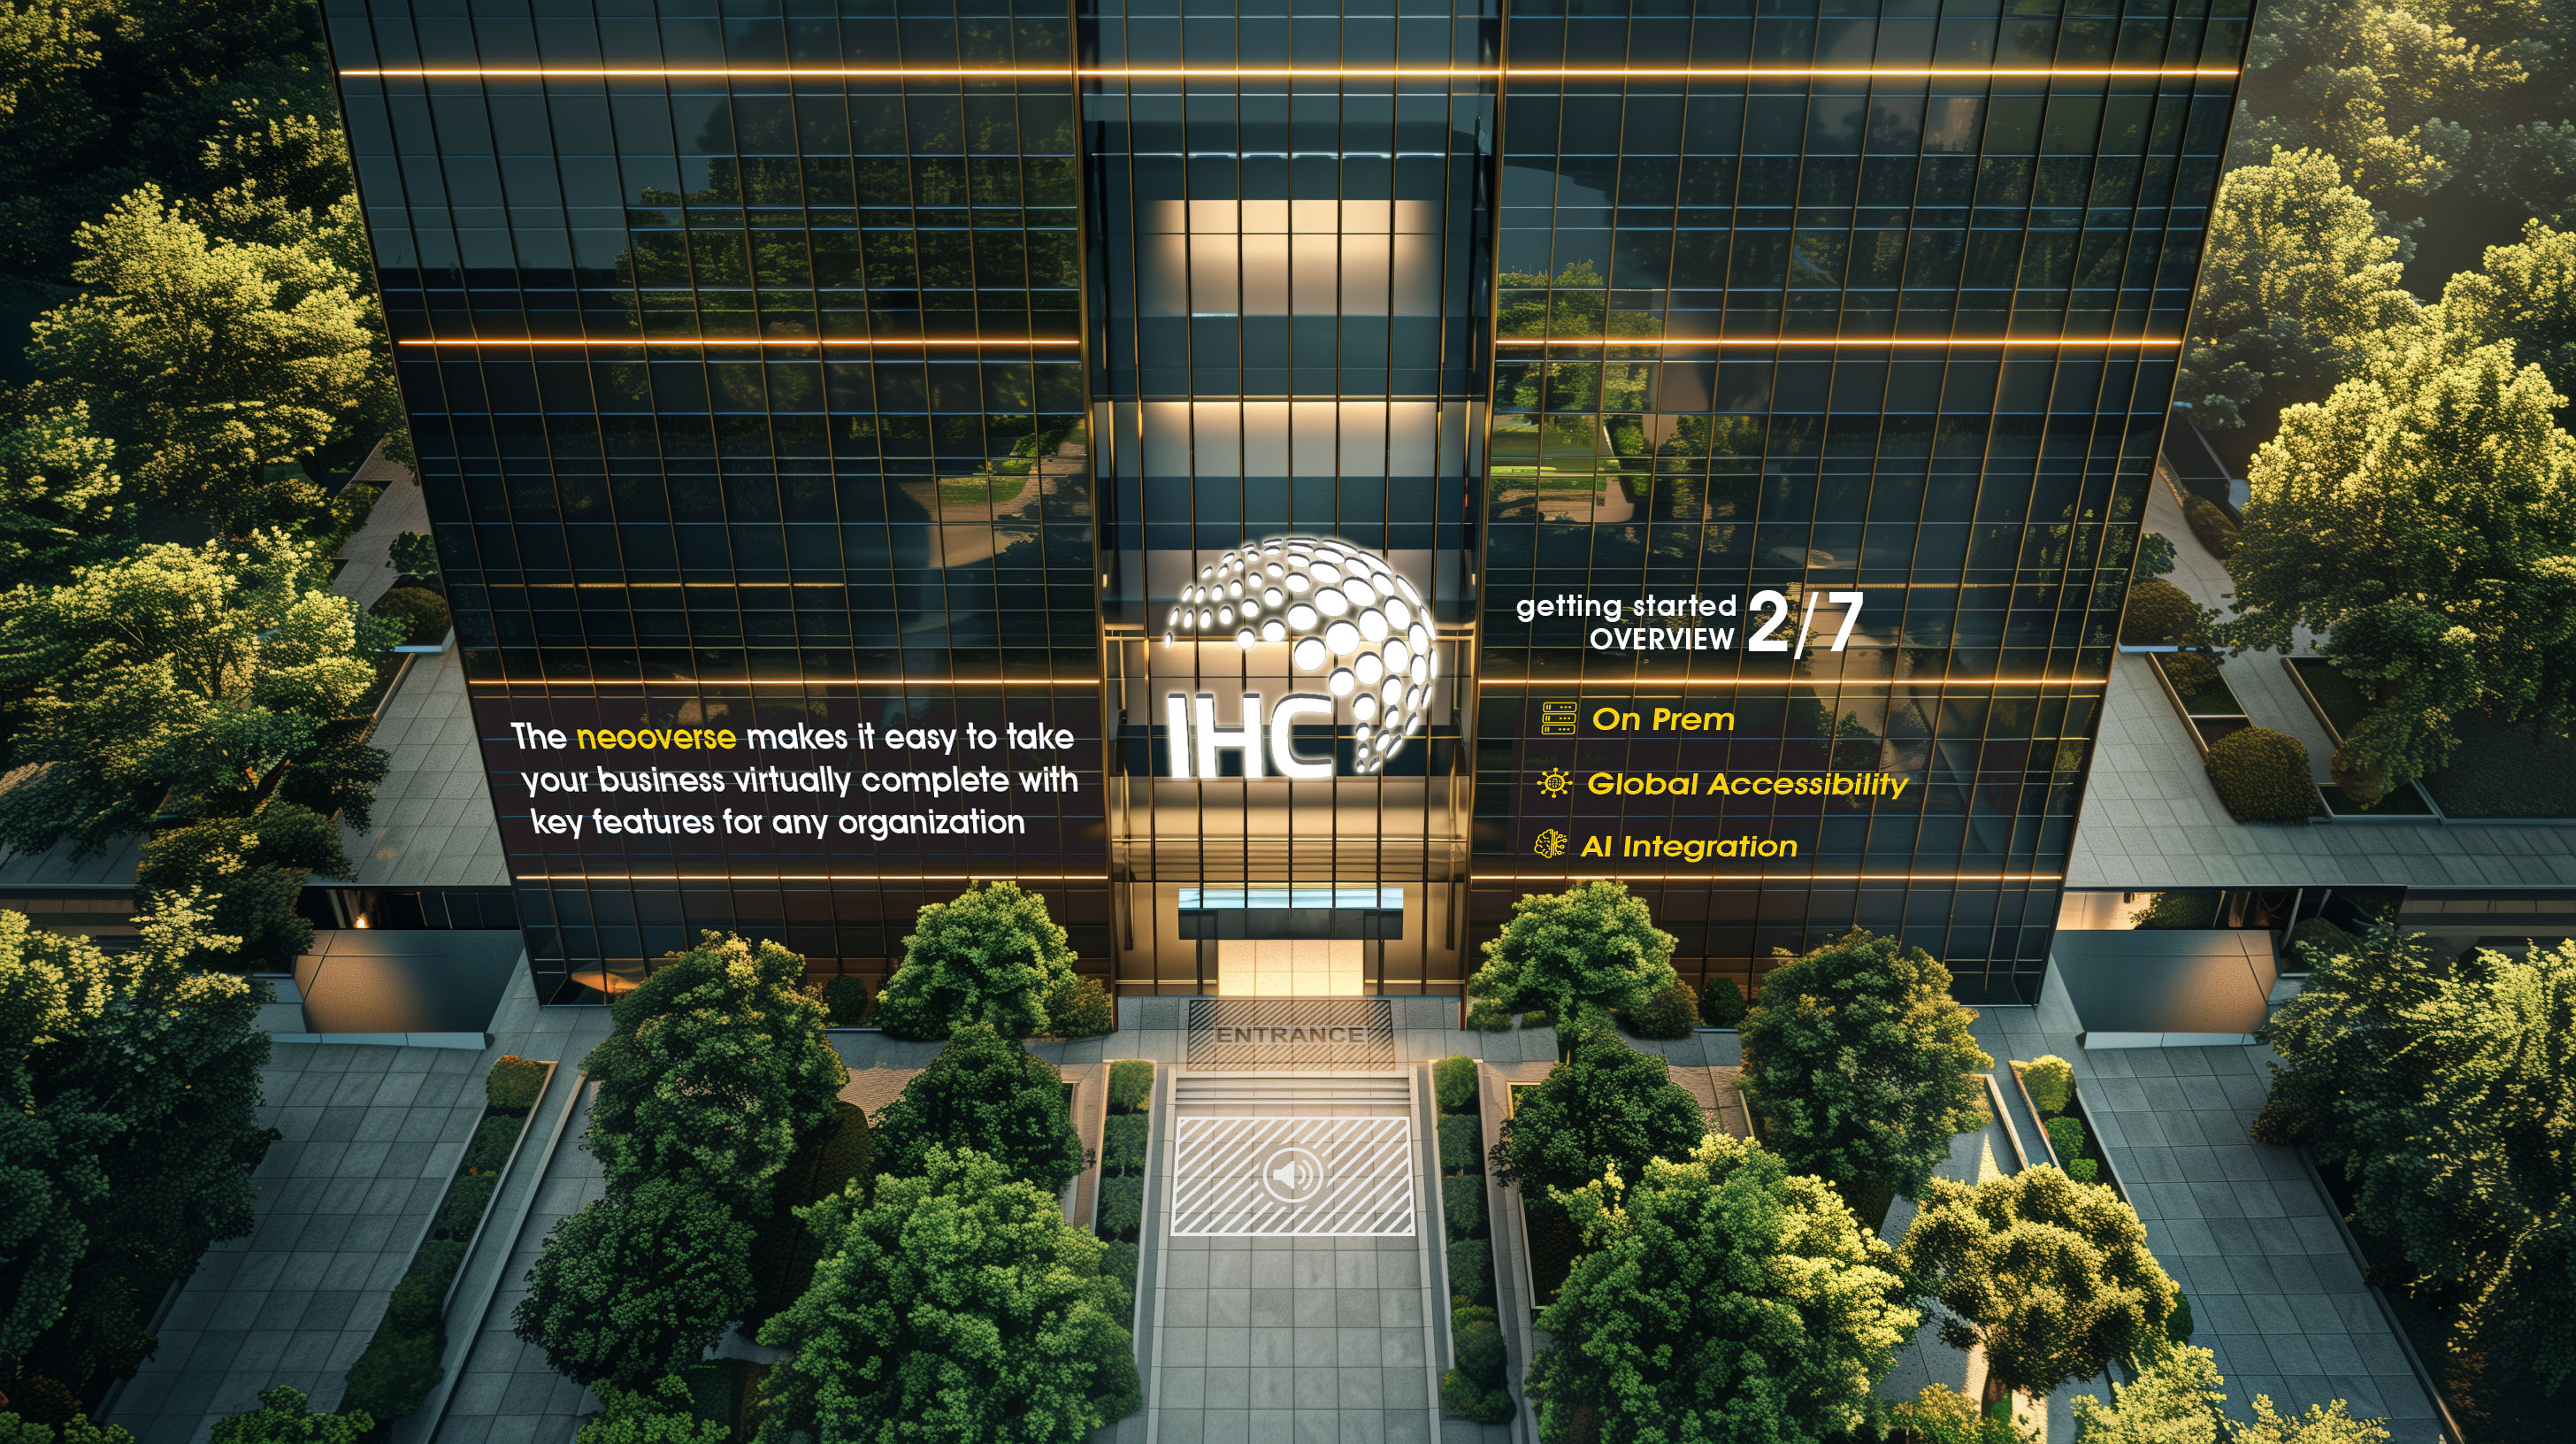 getting started
OVERVIEW 2/7
The neooverse makes it easy to take
your business virtually complete with
key features for any organization
IHC
On Prem
Global Accessibility
AI Integration
ENTRANCE